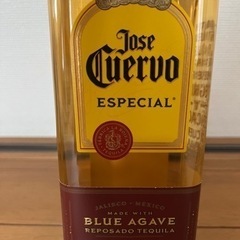 Jose
Cuervo
ESPECIAL
JALISCO - MEXICO
MADE WITH
BLUE AGAVE
REPOSADO TEQUILA